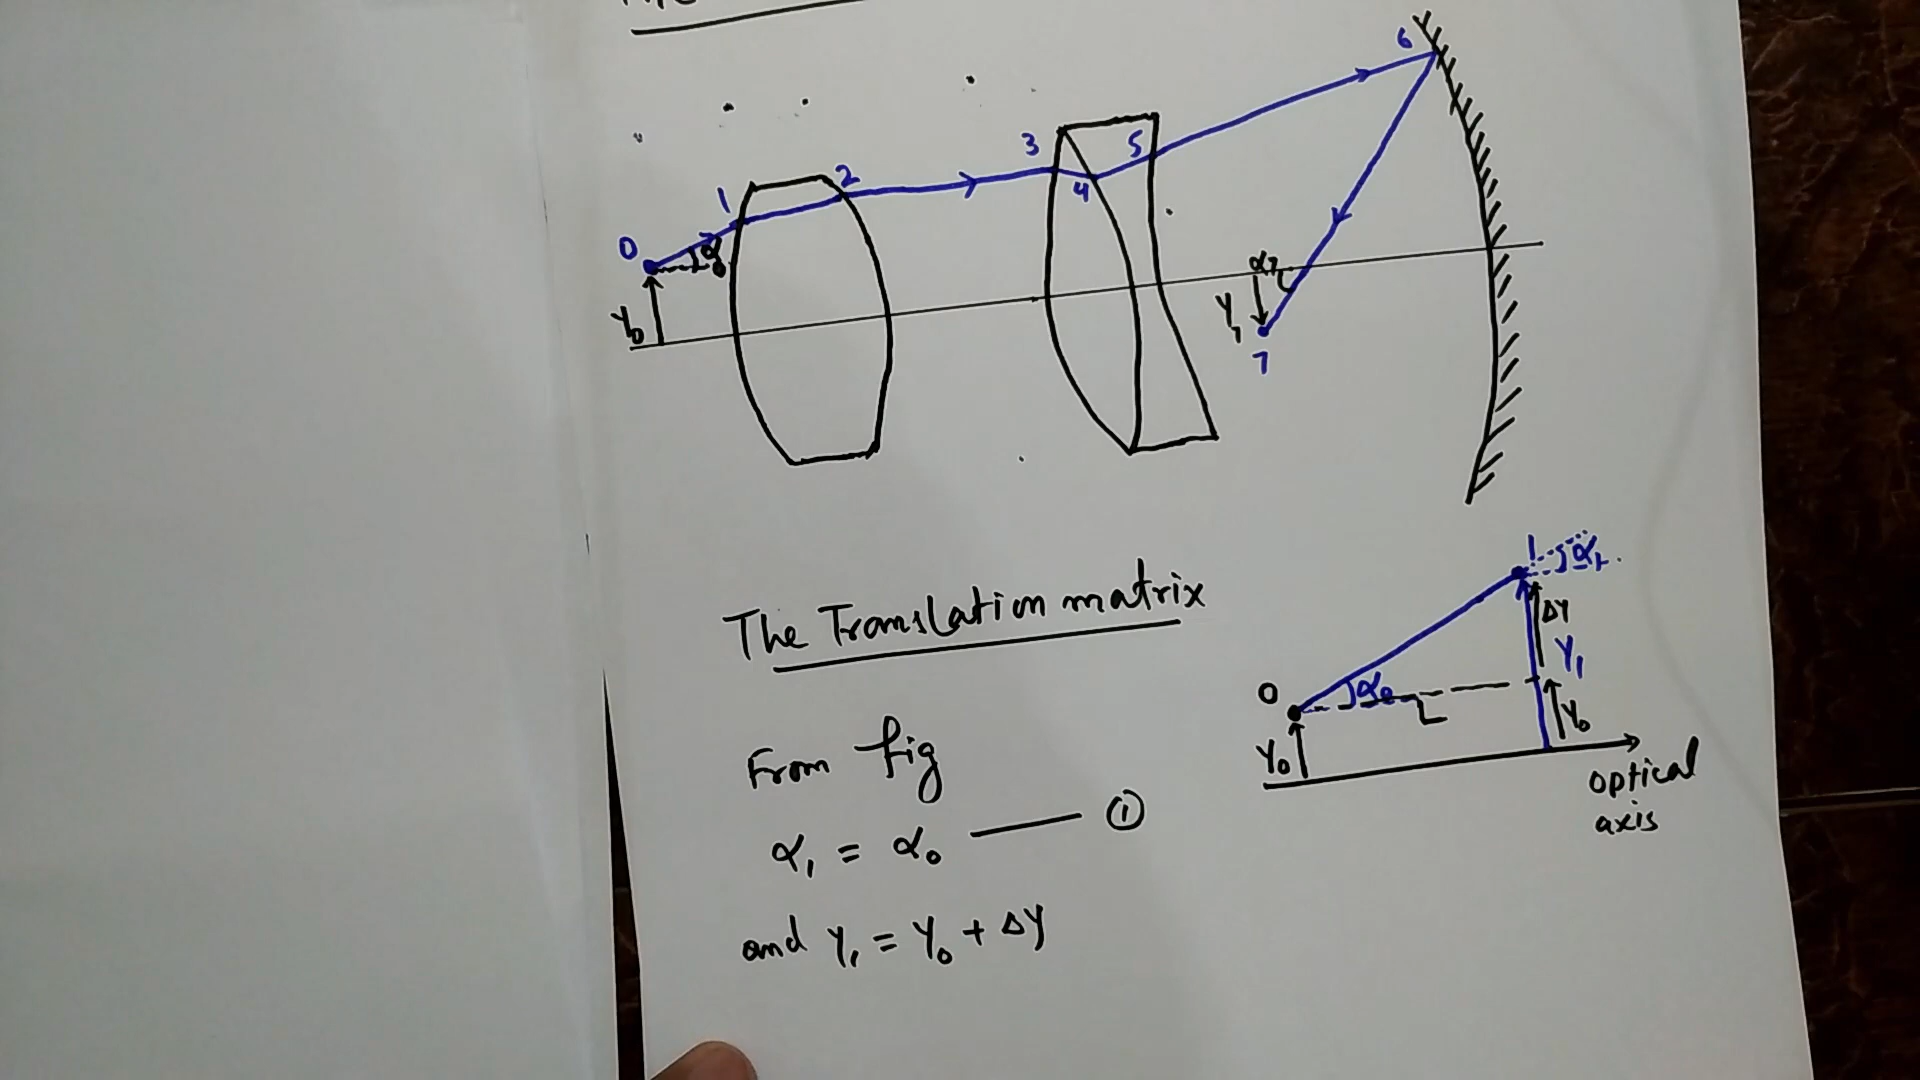 6
3
5
2
4
1
0
α₀
α₇
Y₀
Y₇
7
The Translation matrix
1
α₁
ΔY
Y₁
0
α₀
L
Y₀
Y₀
From fig
optical
axis
α₁ = α₀ —— ①
and Y₁ = Y₀ + ΔY